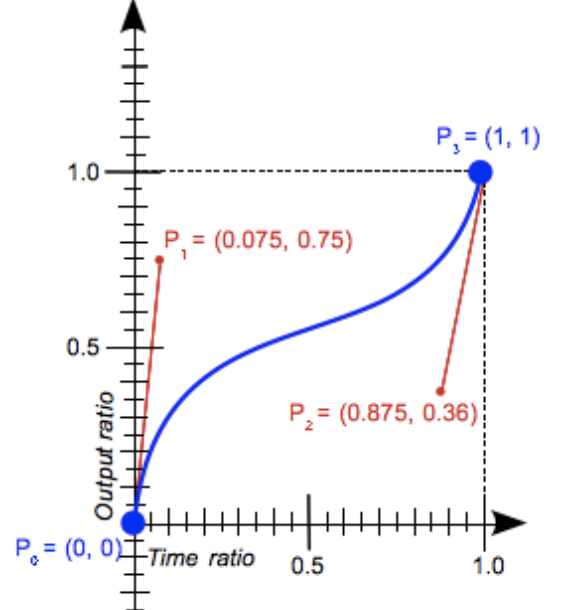 P₃ = (1, 1)
1.0
P₁ = (0.075, 0.75)
0.5
Output ratio
P₂ = (0.875, 0.36)
P₀ = (0, 0)
Time ratio
0.5
1.0